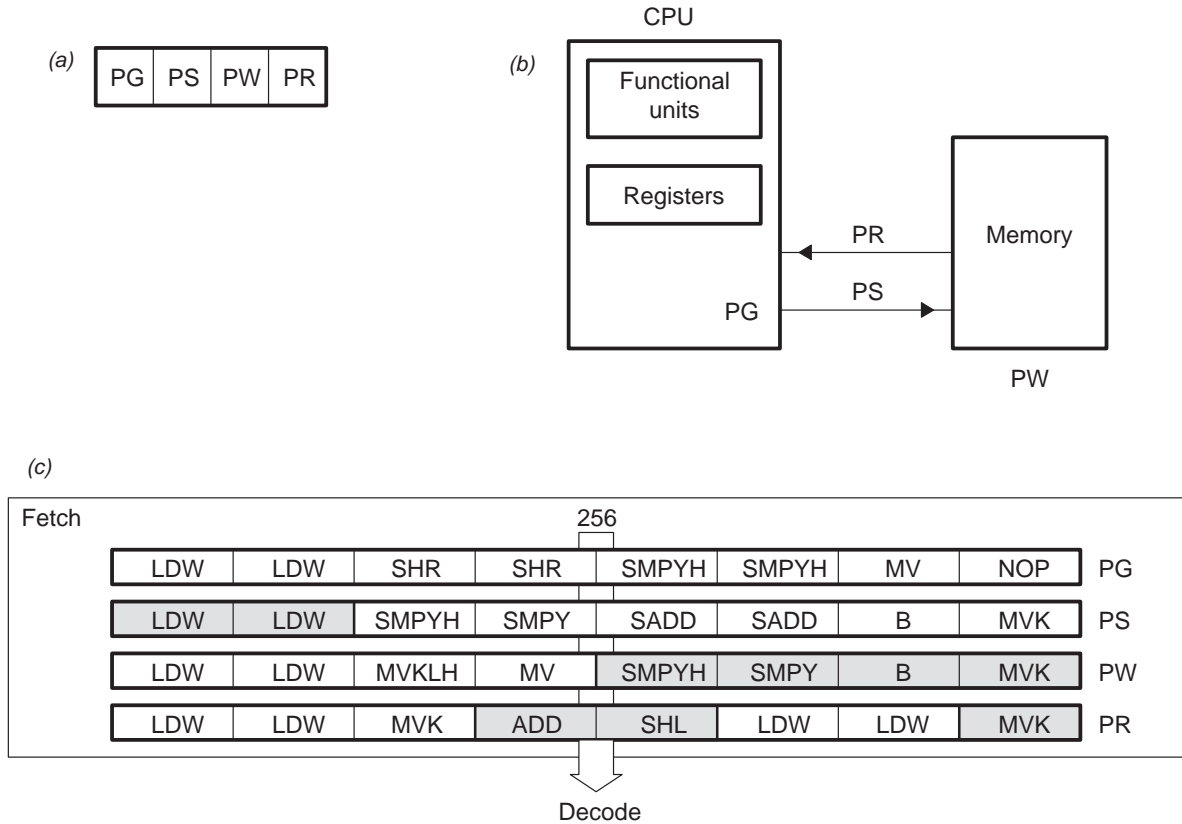 (a)
PG PS PW PR
(b)
CPU
Functional
units
Registers
PR
PS
PG
Memory
PW
(c)
Fetch 256
LDW LDW SHR SHR SMPYH SMPYH MV NOP PG
LDW LDW SMPYH SMPY SADD SADD B MVK PS
LDW LDW MVKLH MV SMPYH SMPY B MVK PW
LDW LDW MVK ADD SHL LDW LDW MVK PR
Decode